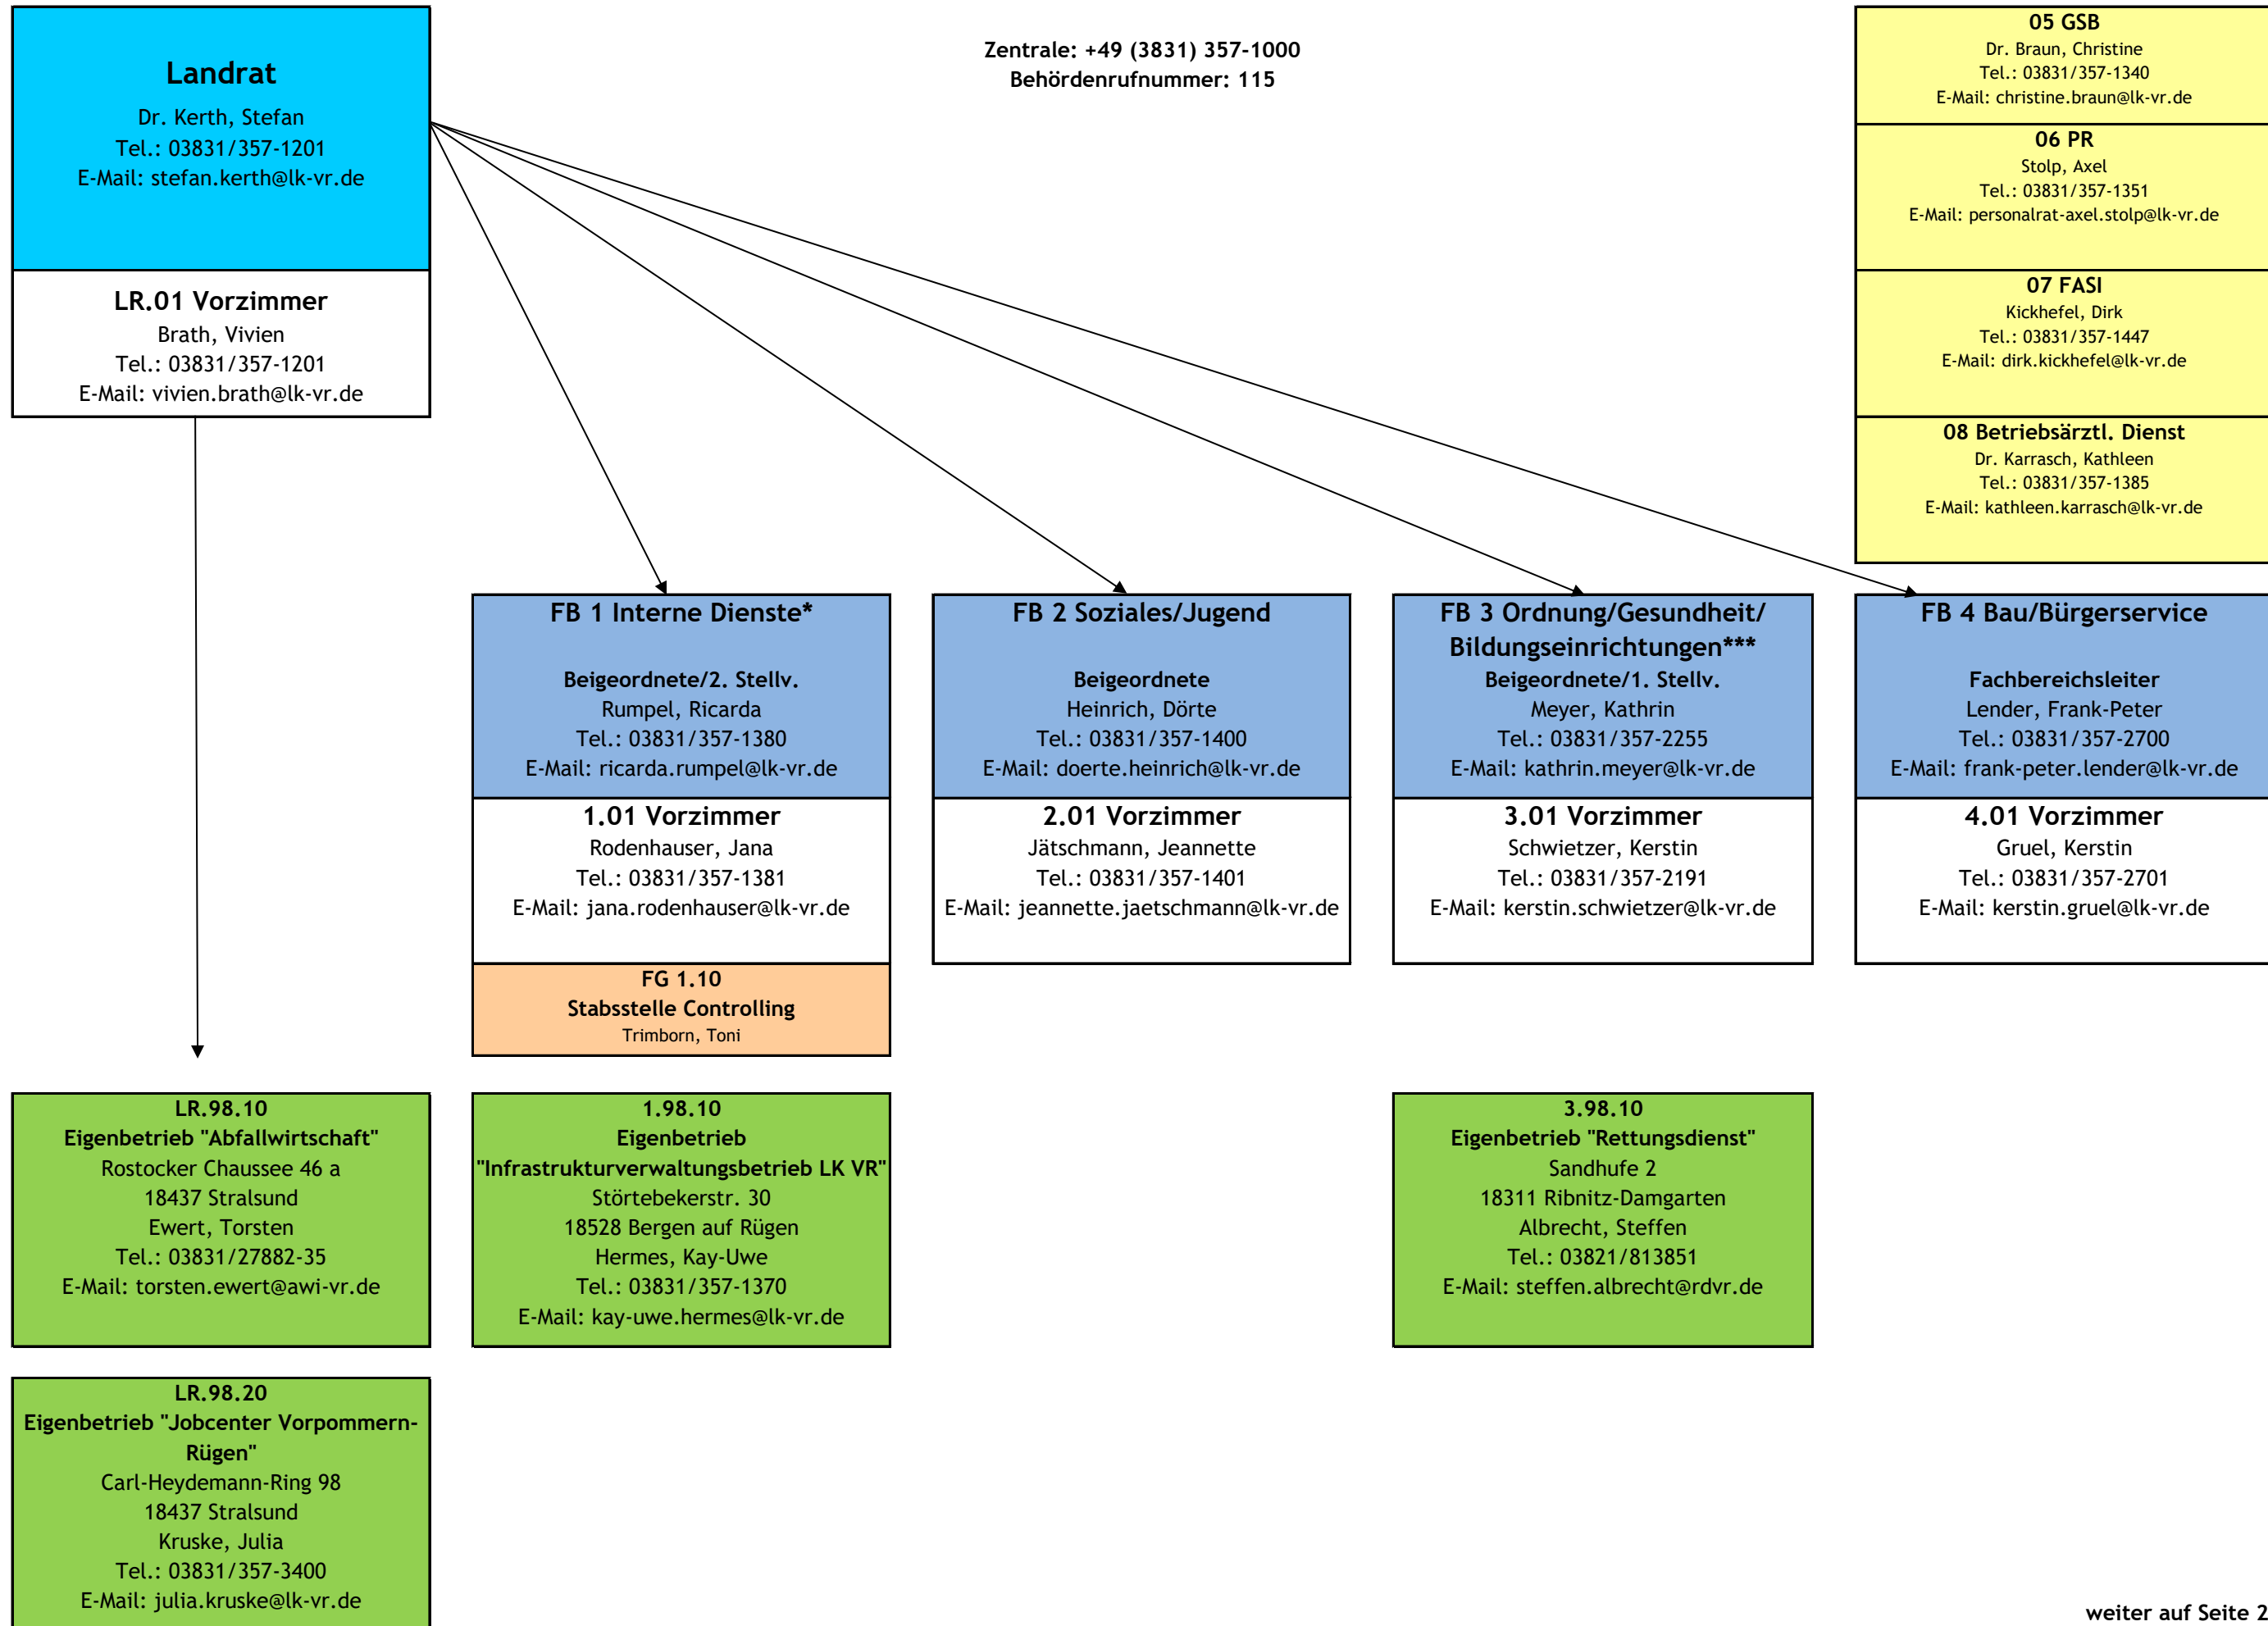 Landrat
Dr. Kerth, Stefan
Tel.: 03831/357-1201
E-Mail: stefan.kerth@lk-vr.de
LR.01 Vorzimmer
Brath, Vivien
Tel.: 03831/357-1201
E-Mail: vivien.brath@lk-vr.de
Zentrale: +49 (3831) 357-1000
Behördenrufnummer: 115
05 GSB
Dr. Braun, Christine
Tel.: 03831/357-1340
E-Mail: christine.braun@lk-vr.de
06 PR
Stolp, Axel
Tel.: 03831/357-1351
E-Mail: personalrat-axel.stolp@lk-vr.de
07 FASI
Kickhefel, Dirk
Tel.: 03831/357-1447
E-Mail: dirk.kickhefel@lk-vr.de
08 Betriebsärztl. Dienst
Dr. Karrasch, Kathleen
Tel.: 03831/357-1385
E-Mail: kathleen.karrasch@lk-vr.de
FB 1 Interne Dienste*
Beigeordnete/2. Stellv.
Rumpel, Ricarda
Tel.: 03831/357-1380
E-Mail: ricarda.rumpel@lk-vr.de
1.01 Vorzimmer
Rodenhauser, Jana
Tel.: 03831/357-1381
E-Mail: jana.rodenhauser@lk-vr.de
FG 1.10
Stabsstelle Controlling
Trimborn, Toni
FB 2 Soziales/Jugend
Beigeordnete
Heinrich, Dörte
Tel.: 03831/357-1400
E-Mail: doerte.heinrich@lk-vr.de
2.01 Vorzimmer
Jätschmann, Jeannette
Tel.: 03831/357-1401
E-Mail: jeannette.jaetschmann@lk-vr.de
FB 3 Ordnung/Gesundheit/
Bildungseinrichtungen***
Beigeordnete/1. Stellv.
Meyer, Kathrin
Tel.: 03831/357-2255
E-Mail: kathrin.meyer@lk-vr.de
3.01 Vorzimmer
Schwietzer, Kerstin
Tel.: 03831/357-2191
E-Mail: kerstin.schwietzer@lk-vr.de
FB 4 Bau/Bürgerservice
Fachbereichsleiter
Lender, Frank-Peter
Tel.: 03831/357-2700
E-Mail: frank-peter.lender@lk-vr.de
4.01 Vorzimmer
Gruel, Kerstin
Tel.: 03831/357-2701
E-Mail: kerstin.gruel@lk-vr.de
LR.98.10
Eigenbetrieb "Abfallwirtschaft"
Rostocker Chaussee 46 a
18437 Stralsund
Ewert, Torsten
Tel.: 03831/27882-35
E-Mail: torsten.ewert@awi-vr.de
1.98.10
Eigenbetrieb
"Infrastrukturverwaltungsbetrieb LK VR"
Störtebekerstr. 30
18528 Bergen auf Rügen
Hermes, Kay-Uwe
Tel.: 03831/357-1370
E-Mail: kay-uwe.hermes@lk-vr.de
3.98.10
Eigenbetrieb "Rettungsdienst"
Sandhufe 2
18311 Ribnitz-Damgarten
Albrecht, Steffen
Tel.: 03821/813851
E-Mail: steffen.albrecht@rdvr.de
LR.98.20
Eigenbetrieb "Jobcenter Vorpommern-
Rügen"
Carl-Heydemann-Ring 98
18437 Stralsund
Kruske, Julia
Tel.: 03831/357-3400
E-Mail: julia.kruske@lk-vr.de
weiter auf Seite 2